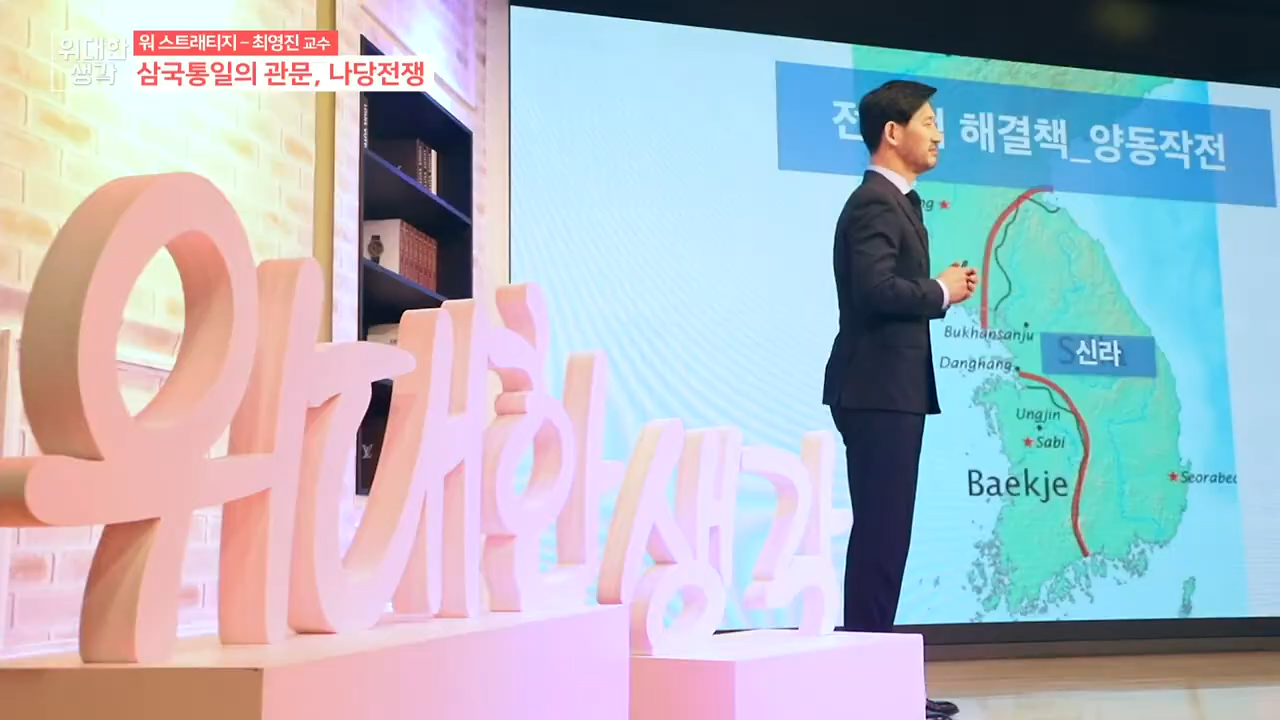 위대한
생각
워 스트래티지 – 최영진 교수
삼국통일의 관문, 나당전쟁
해결책_양동작전
Bukhansanju
신라
Danghang
Ungjin
Sabi
Baekje
위대한 생각